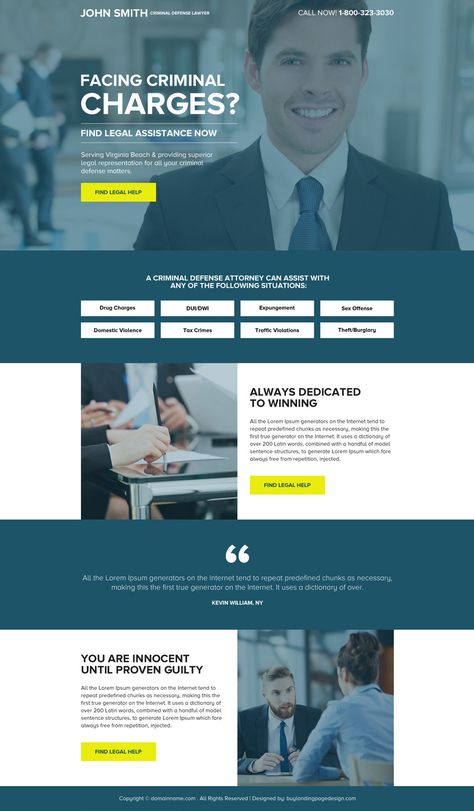 JOHN SMITH CRIMINAL DEFENSE LAWYER
CALL NOW! 1-800-323-3030
FACING CRIMINAL
CHARGES?
FIND LEGAL ASSISTANCE NOW
Serving Virginia Beach & providing superior
legal representation for all your criminal
defense matters.
FIND LEGAL HELP
A CRIMINAL DEFENSE ATTORNEY CAN ASSIST WITH
ANY OF THE FOLLOWING SITUATIONS:
Drug Charges
DUI/DWI
Expungement
Sex Offense
Domestic Violence
Tax Crimes
Traffic Violations
Theft/Burglary
ALWAYS DEDICATED
TO WINNING
All the Lorem Ipsum generators on the Internet tend to
repeat predefined chunks as necessary, making this the
first true generator on the Internet. It uses a dictionary of
over 200 Latin words, combined with a handful of model
sentence structures, to generate Lorem Ipsum which fore
always free from repetition, injected.
FIND LEGAL HELP
“
All the Lorem Ipsum generators on the Internet tend to repeat predefined chunks as necessary,
making this the first true generator on the Internet. It uses a dictionary of over.
KEVIN WILLIAM, NY
YOU ARE INNOCENT
UNTIL PROVEN GUILTY
All the Lorem Ipsum generators on the Internet tend to
repeat predefined chunks as necessary, making this the
first true generator on the Internet. It uses a dictionary of
over 200 Latin words, combined with a handful of model
sentence structures, to generate Lorem Ipsum which fore
always free from repetition, injected.
FIND LEGAL HELP
Copyright © domainname.com . All Rights Reserved | Designed by: buylandingpagedesign.com